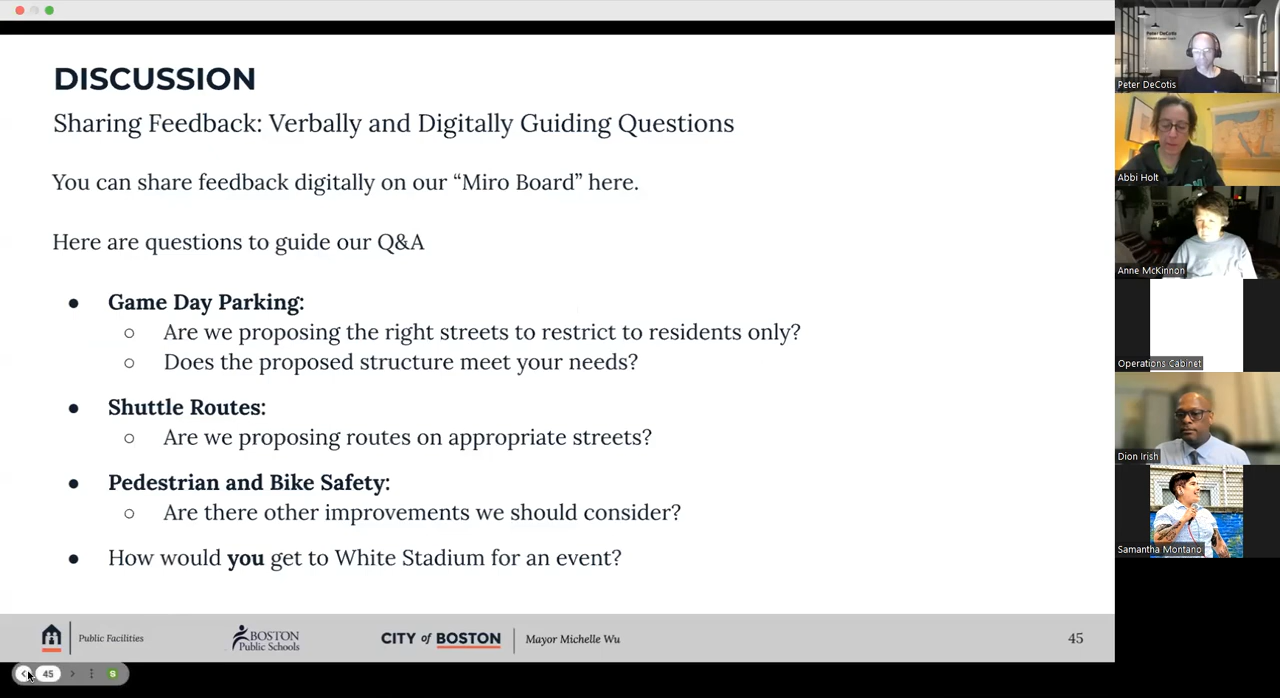 DISCUSSION
Sharing Feedback: Verbally and Digitally Guiding Questions
You can share feedback digitally on our “Miro Board” here.
Here are questions to guide our Q&A
● Game Day Parking:
○ Are we proposing the right streets to restrict to residents only?
○ Does the proposed structure meet your needs?
● Shuttle Routes:
○ Are we proposing routes on appropriate streets?
● Pedestrian and Bike Safety:
○ Are there other improvements we should consider?
● How would you get to White Stadium for an event?
Public Facilities
BOSTON
Public Schools
CITY of BOSTON
Mayor Michelle Wu
45
45
S
Peter DeCotis
Peter DeCotis
Abbi Holt
Anne McKinnon
Operations Cabinet
Dion Irish
Samantha Montano